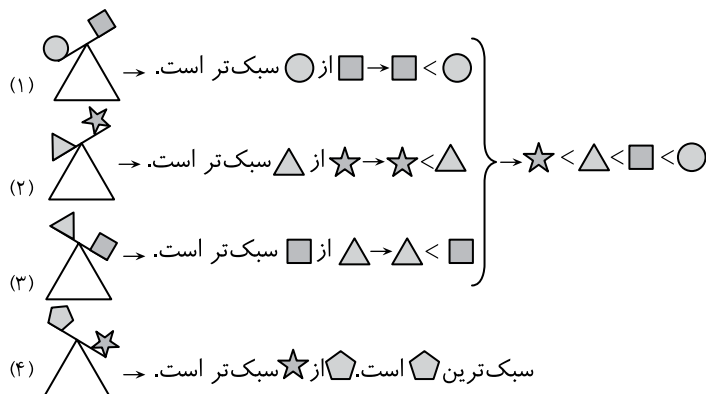 (۱) → ■ از ● سبک‌تر است. → ■ < ●
(۲) → ★ از ▲ سبک‌تر است. → ★ < ▲ → ★ < ▲ < ■ < ●
(۳) → ▲ از ■ سبک‌تر است. → ▲ < ■
(۴) → سبک‌ترین ⬟ است. ⬟ از ★ سبک‌تر است.